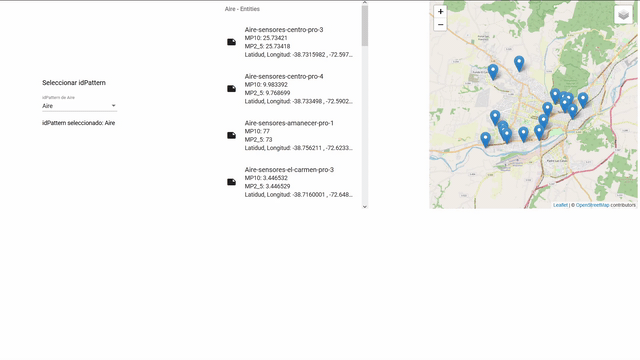 Aire - Entities
Aire-sensores-centro-pro-3
MP10: 25.73421
MP2_5: 25.73418
Latidud, Longitud: -38.7315982 , -72.597...
Aire-sensores-centro-pro-4
MP10: 9.983392
MP2_5: 9.768699
Latidud, Longitud: -38.733498 , -72.5902...
Aire-sensores-amanecer-pro-1
MP10: 77
MP2_5: 73
Latidud, Longitud: -38.756211 , -72.6233...
Aire-sensores-el-carmen-pro-3
MP10: 3.446532
MP2_5: 3.446529
Latidud, Longitud: -38.7160001 , -72.648...
Seleccionar idPattern
idPattern de Aire
Aire
idPattern seleccionado: Aire
+
−
Leaflet | © OpenStreetMap contributors